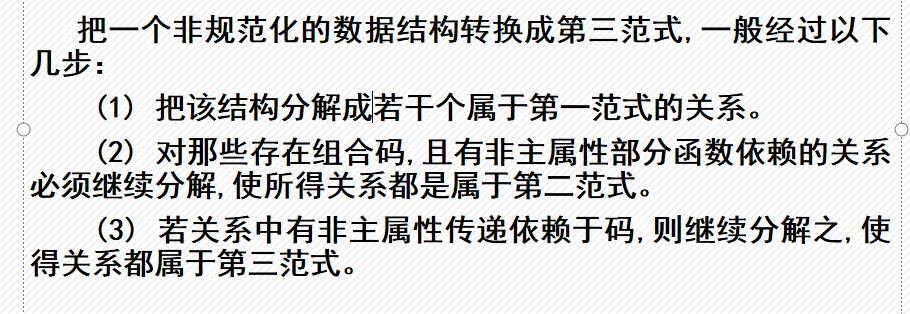 把一个非规范化的数据结构转换成第三范式,一般经过以下
几步：
(1) 把该结构分解成若干个属于第一范式的关系。
(2) 对那些存在组合码,且有非主属性部分函数依赖的关系
必须继续分解,使所得关系都是属于第二范式。
(3) 若关系中有非主属性传递依赖于码,则继续分解之,使
得关系都属于第三范式。